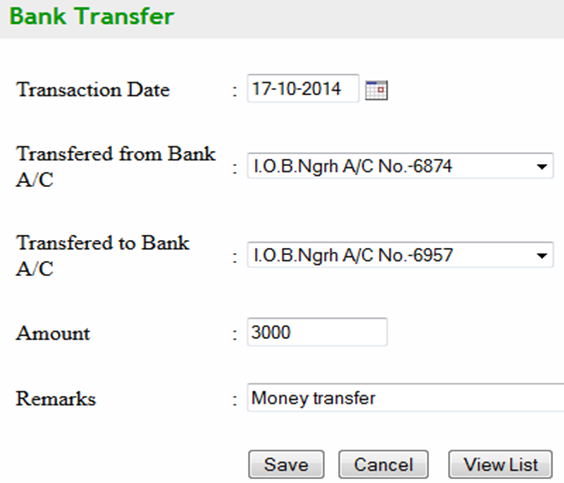 Bank Transfer
Transaction Date : 17-10-2014
Transfered from Bank
A/C : I.O.B.Ngrh A/C No.-6874
Transfered to Bank
A/C : I.O.B.Ngrh A/C No.-6957
Amount : 3000
Remarks : Money transfer
Save Cancel View List